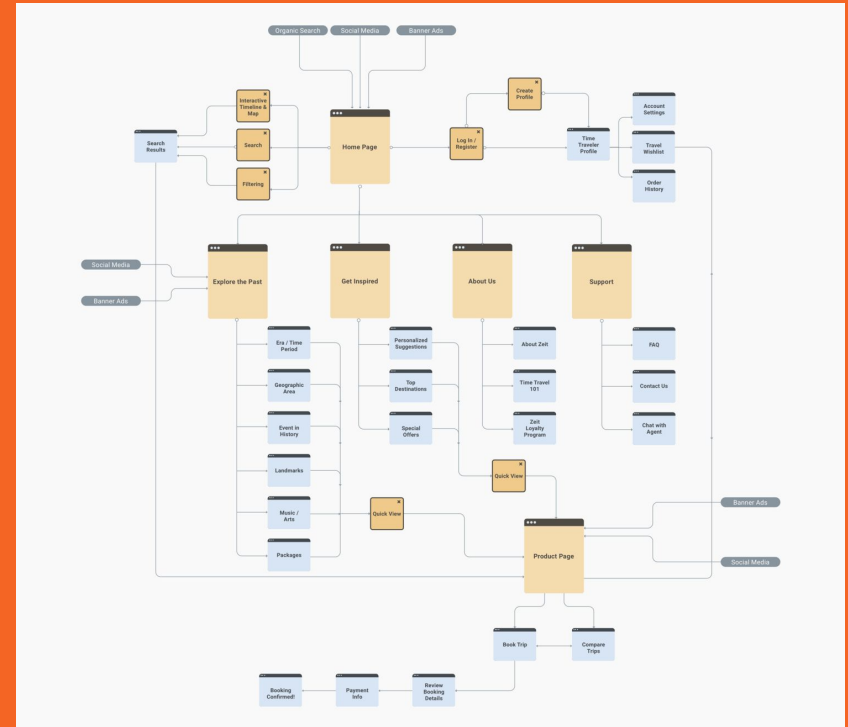 Organic Search
Social Media
Banner Ads
Interactive
Timeline &
Map
Search
Filtering
Search
Results
Home Page
Create
Profile
Log In /
Register
Time
Traveler
Profile
Account
Settings
Travel
Wishlist
Order
History
Social Media
Banner Ads
Explore the Past
Get Inspired
About Us
Support
Era / Time
Period
Geographic
Area
Event in
History
Landmarks
Music /
Arts
Packages
Personalized
Suggestions
Top
Destinations
Special
Offers
About Zeit
Time Travel
101
Zeit
Loyalty
Program
FAQ
Contact Us
Chat with
Agent
Quick View
Quick View
Banner Ads
Social Media
Product Page
Book Trip
Compare
Trips
Booking
Confirmed!
Payment
Info
Review
Booking
Details